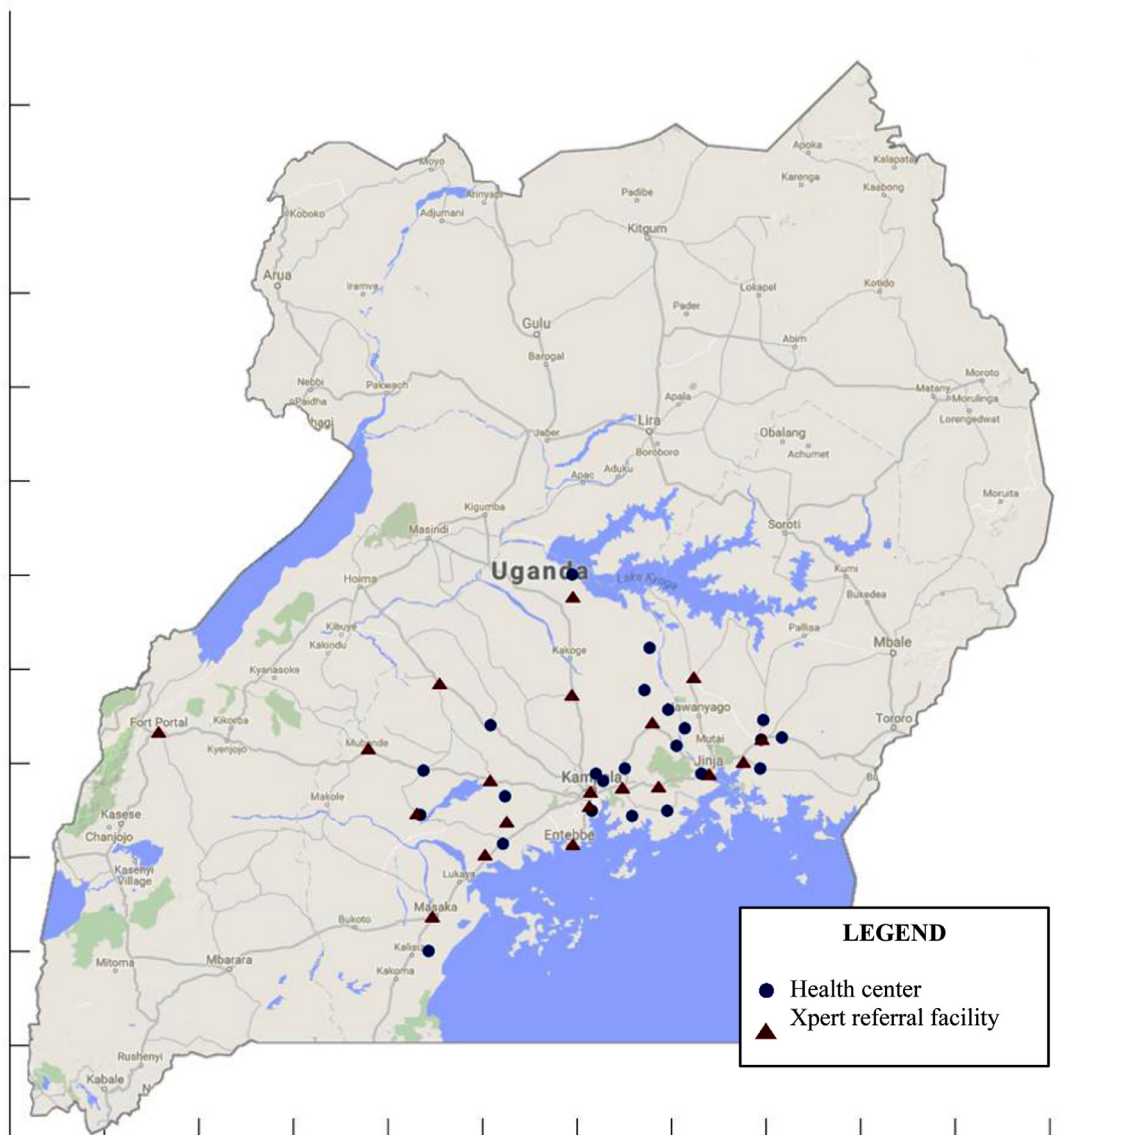 Apoka
Moyo
Kalapata
Karenga
Kaabong
Arinyapi
Padibe
Koboko
Adjumani
Kitgum
Arua
Kotido
Lokapel
Pader
Gulu
Abim
Barogal
Moroto
Nebbi
Pakwach
Matany
Morulinga
Apala
Paidha
Lorengedwat
Lira
Jaber
Obalang
Boroboro
Achumet
Aduku
Apac
Moruita
Kigumba
Soroti
Masindi
Uganda
Kumi
Hoima
Lake Kyoga
Bukedea
Kibuye
Pallisa
Mbale
Kakindu
Kakoge
Kyanasoke
awanyago
Fort Portal
Kikorba
Tororo
Mubende
Mutai
Kyenjojo
Jinja
Kampala
Makole
Kasese
Chanjojo
Entebbe
Kasenyi
Village
Lukaya
Masaka
Bukoto
Kalisiz
Mbarara
Mitoma
Kakoma
Rushenyi
Kabale
LEGEND
Health center
Xpert referral facility